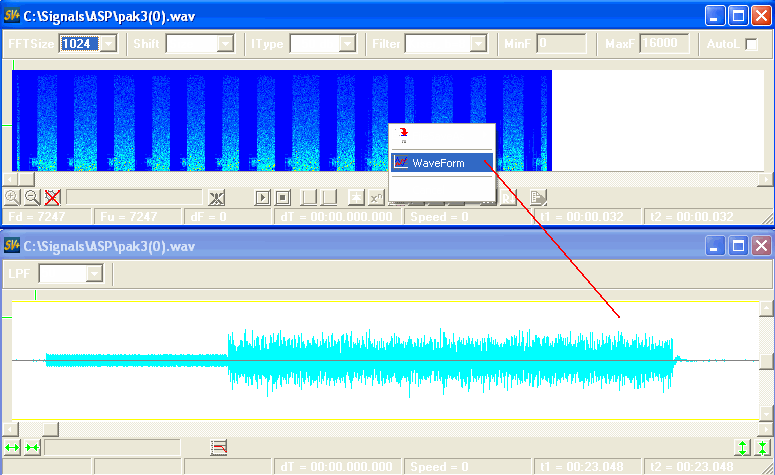 SV+ C:\Signals\ASP\pak3(0).wav
FFTSize 1024 Shift IType Filter MinF 0 MaxF 16000 AutoL
WaveForm
Fd = 7247 Fu = 7247 dF = 0 dT = 00:00.000.000 Speed = 0 t1 = 00:00.032 t2 = 00:00.032
SV+ C:\Signals\ASP\pak3(0).wav
LPF
dT = 00:00.000.000 Speed = 0 t1 = 00:23.048 t2 = 00:23.048